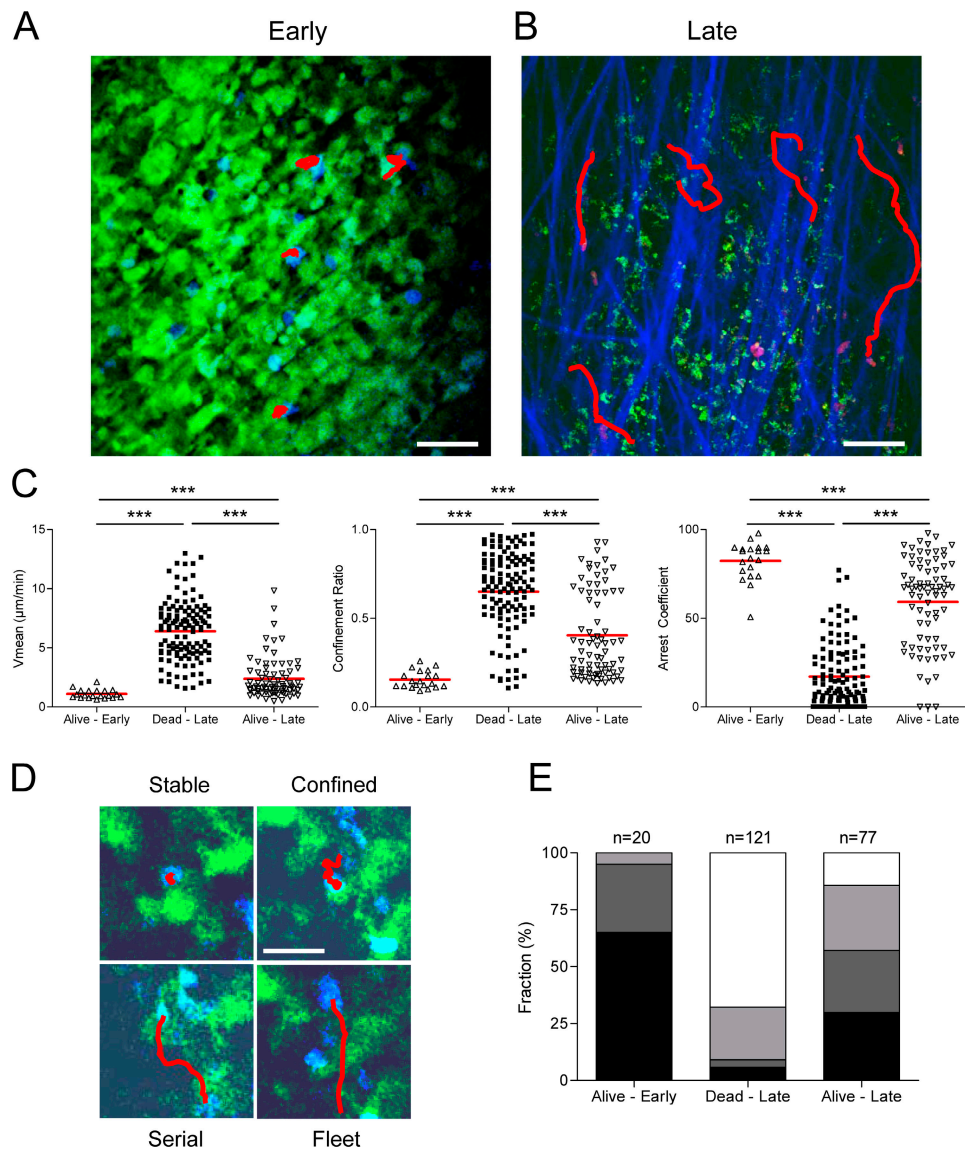 A Early B Late
C
*** *** ***
*** *** *** *** *** ***
15 1.0 100
10
Vmean (µm/min) Confinement Ratio 0.5 Arrest Coefficient 50
5
0 0.0 0
Alive - Early Dead - Late Alive - Late Alive - Early Dead - Late Alive - Late Alive - Early Dead - Late Alive - Late
D E
Stable Confined
Serial Fleet
n=20 n=121 n=77
100
75
Fraction (%)
50
25
0
Alive - Early Dead - Late Alive - Late